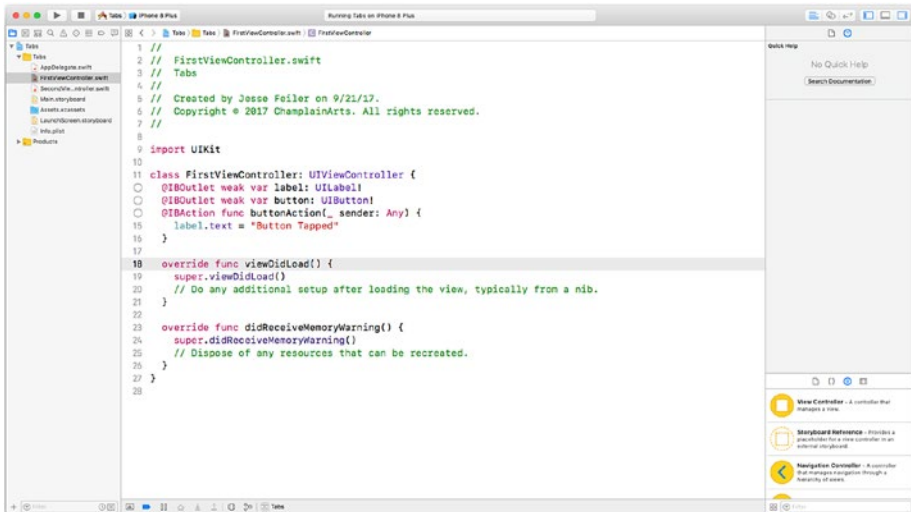 Tabs
iPhone 8 Plus
Running Tabs on iPhone 8 Plus
Tabs
Tabs
FirstViewController.swift
FirstViewController
Tabs
Tabs
AppDelegate.swift
FirstViewController.swift
SecondVie...ntroller.swift
Main.storyboard
Assets.xcassets
LaunchScreen.storyboard
Info.plist
Products
1 //
2 //  FirstViewController.swift
3 //  Tabs
4 //
5 //  Created by Jesse Feiler on 9/21/17.
6 //  Copyright © 2017 ChamplainArts. All rights reserved.
7 //
8
9 import UIKit
10
11 class FirstViewController: UIViewController {
@IBOutlet weak var label: UILabel!
@IBOutlet weak var button: UIButton!
@IBAction func buttonAction(_ sender: Any) {
15 label.text = "Button Tapped"
16 }
17
18 override func viewDidLoad() {
19 super.viewDidLoad()
20 // Do any additional setup after loading the view, typically from a nib.
21 }
22
23 override func didReceiveMemoryWarning() {
24 super.didReceiveMemoryWarning()
25 // Dispose of any resources that can be recreated.
26 }
27 }
28
Quick Help
No Quick Help
Search Documentation
View Controller - A controller that
manages a view.
Storyboard Reference - Provides a
placeholder for a view controller in an
external storyboard.
Navigation Controller - A controller
that manages navigation through a
hierarchy of views.
Filter
Tabs
Filter